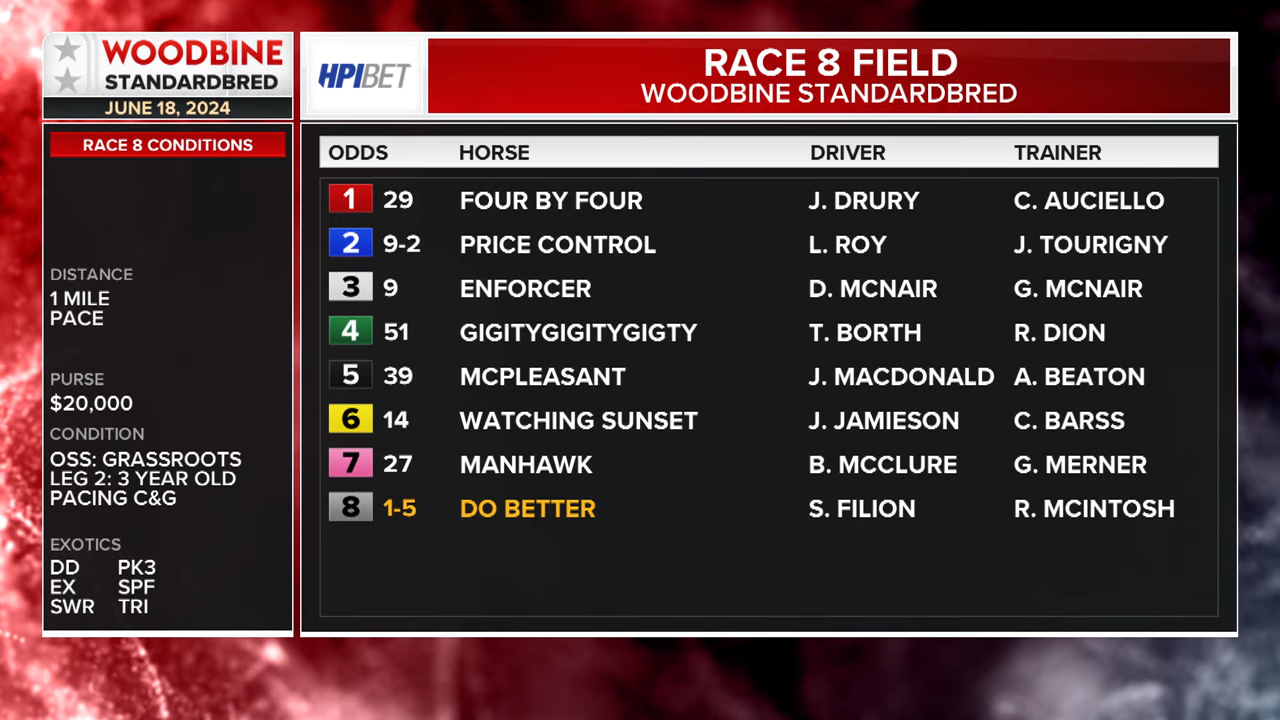 WOODBINE
STANDARDBRED
JUNE 18, 2024
HPIBET
RACE 8 FIELD
WOODBINE STANDARDBRED
RACE 8 CONDITIONS
DISTANCE
1 MILE
PACE
PURSE
$20,000
CONDITION
OSS: GRASSROOTS
LEG 2: 3 YEAR OLD
PACING C&G
EXOTICS
DD PK3
EX SPF
SWR TRI
ODDS HORSE DRIVER TRAINER
1 29 FOUR BY FOUR J. DRURY C. AUCIELLO
2 9-2 PRICE CONTROL L. ROY J. TOURIGNY
3 9 ENFORCER D. MCNAIR G. MCNAIR
4 51 GIGITYGIGITYGIGTY T. BORTH R. DION
5 39 MCPLEASANT J. MACDONALD A. BEATON
6 14 WATCHING SUNSET J. JAMIESON C. BARSS
7 27 MANHAWK B. MCCLURE G. MERNER
8 1-5 DO BETTER S. FILION R. MCINTOSH